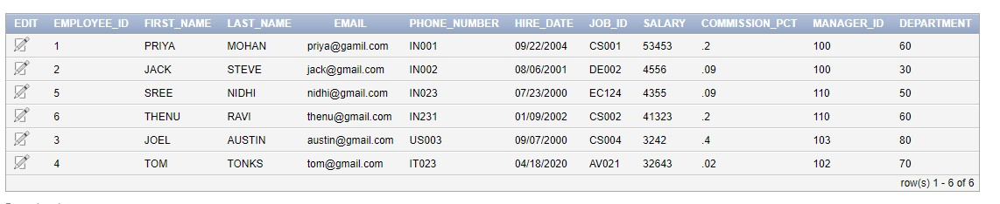 EDIT EMPLOYEE_ID FIRST_NAME LAST_NAME EMAIL PHONE_NUMBER HIRE_DATE JOB_ID SALARY COMMISSION_PCT MANAGER_ID DEPARTMENT
1 PRIYA MOHAN priya@gamil.com IN001 09/22/2004 CS001 53453 .2 100 60
2 JACK STEVE jack@gmail.com IN002 08/06/2001 DE002 4556 .09 100 30
5 SREE NIDHI nidhi@gmail.com IN023 07/23/2000 EC124 4355 .09 110 50
6 THENU RAVI thenu@gmail.com IN231 01/09/2002 CS002 41323 .2 110 60
3 JOEL AUSTIN austin@gmail.com US003 09/07/2000 CS004 3242 .4 103 80
4 TOM TONKS tom@gmail.com IT023 04/18/2020 AV021 32643 .02 102 70
row(s) 1 - 6 of 6